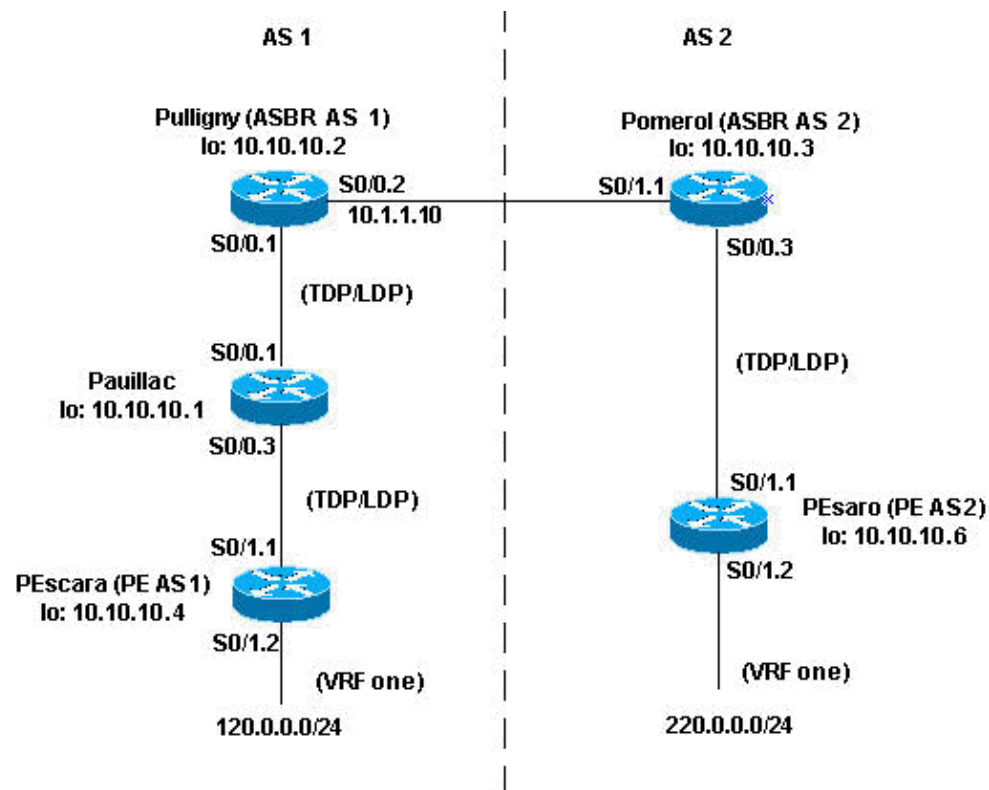 AS 1
AS 2
Pulligny (ASBR AS 1)
lo: 10.10.10.2
Pomerol (ASBR AS 2)
lo: 10.10.10.3
S0/0.2
S0/1.1
10.1.1.10
S0/0.1
S0/0.3
(TDP/LDP)
S0/0.1
(TDP/LDP)
Pauillac
lo: 10.10.10.1
S0/0.3
S0/1.1
(TDP/LDP)
PEsaro (PE AS2)
lo: 10.10.10.6
S0/1.1
PEscara (PE AS1)
lo: 10.10.10.4
S0/1.2
S0/1.2
(VRF one)
(VRF one)
120.0.0.0/24
220.0.0.0/24